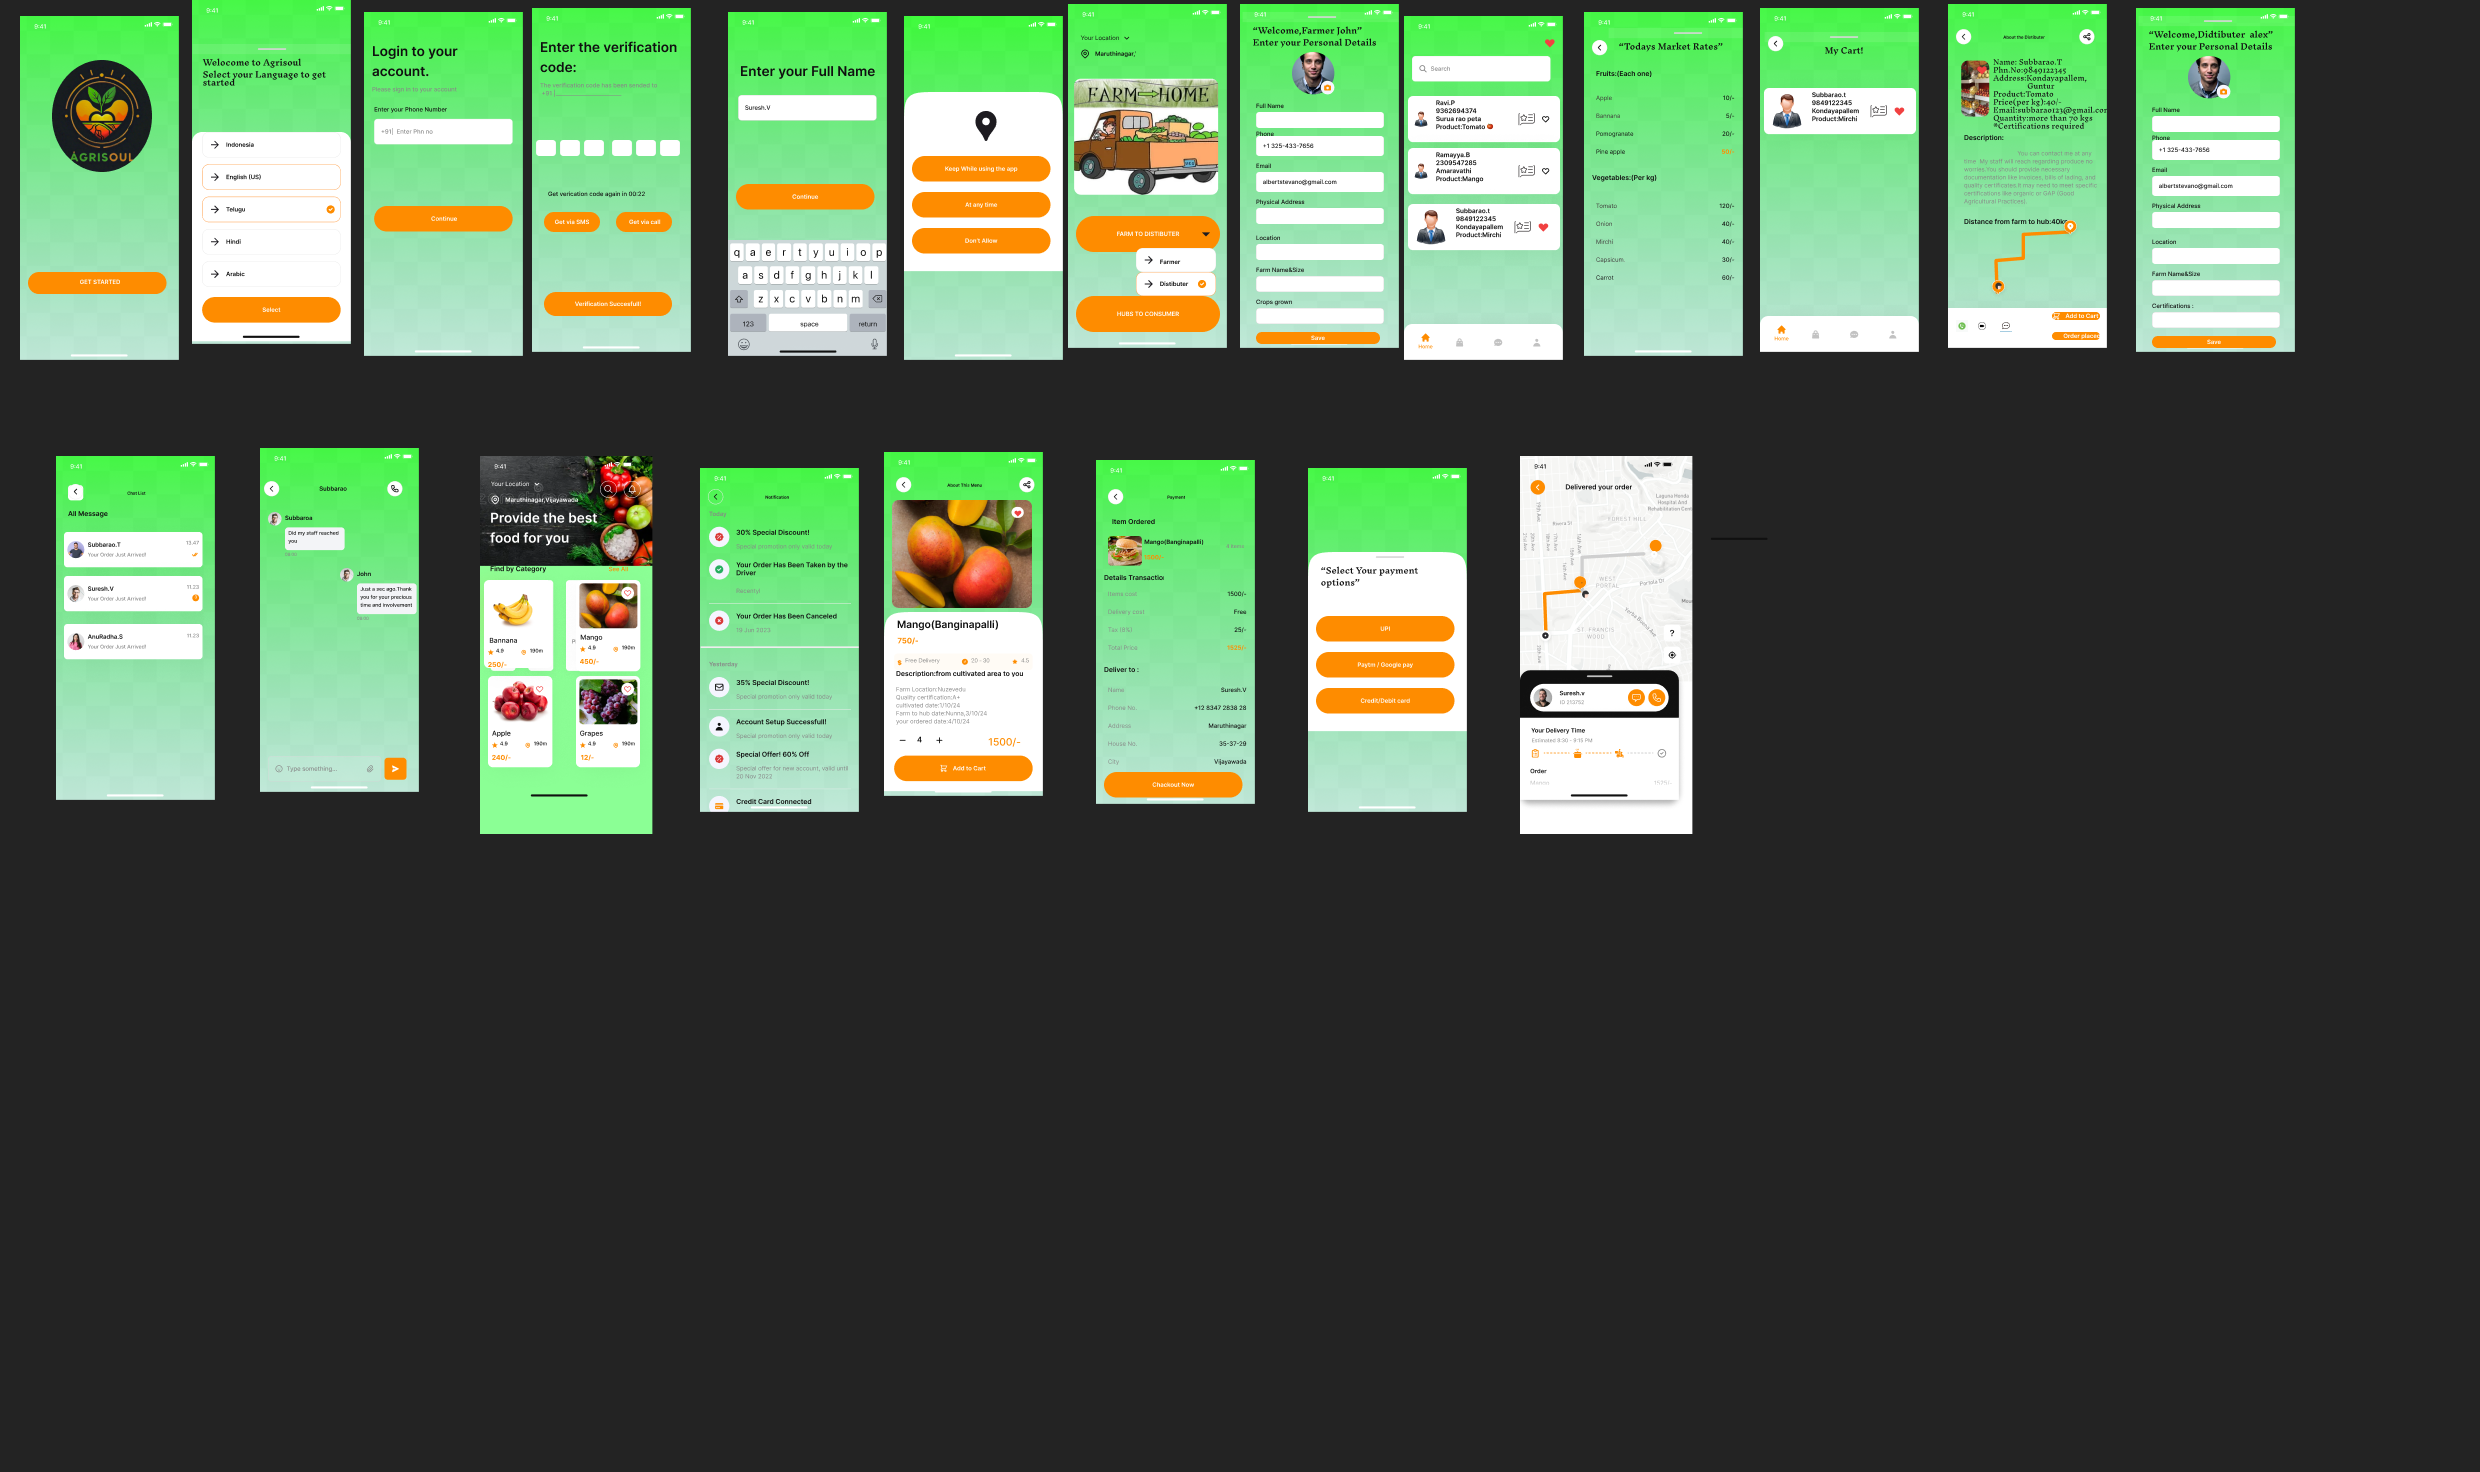 9:41
AGRISOUL
GET STARTED
9:41
Welocome to Agrisoul
Select your Language to get
started
Indonesia
English (US)
Telugu
Hindi
Arabic
Select
9:41
Login to your
account.
Please sign in to your account
Enter your Phone Number
+91| Enter Phn no
Continue
9:41
Enter the verification
code:
The verification code has been sended to
+91
Get verication code again in 00:22
Get via SMS
Get via call
Verification Succesfull!
9:41
Enter your Full Name
Suresh.V
Continue
q a e r t y u i o p
a s d f g h j k l
z x c v b n m
123 space return
9:41
Keep While using the app
At any time
Don't Allow
9:41
Your Location
Maruthinagar,
FARM HOME
FARM TO DISTIBUTER
Farmer
Distibuter
HUBS TO CONSUMER
9:41
“Welcome,Farmer John”
Enter your Personal Details
Full Name
Phone
+1 325-433-7656
Email
albertstevano@gmail.com
Physical Address
Location
Farm Name&Size
Crops grown
Save
9:41
Search
Ravi.P
9362694374
Surua rao peta
Product:Tomato
Ramayya.B
2309547285
Amaravathi
Product:Mango
Subbarao.t
9849122345
Kondayapallem
Product:Mirchi
Home
9:41
“Todays Market Rates”
Fruits:(Each one)
Apple 10/-
Bannana 5/-
Pomogranate 20/-
Pine apple 60/-
Vegetables:(Per kg)
Tomato 120/-
Onion 40/-
Mirchi 40/-
Capsicum. 30/-
Carrot 60/-
9:41
My Cart!
Subbarao.t
9849122345
Kondayapallem
Product:Mirchi
Home
9:41
About the Distibuter
Name: Subbarao.T
Phn.No:9849122345
Address:Kondayapallem,
Guntur
Product:Tomato
Price(per kg):40/-
Email:subbarao123@gmail.com
Quantity:more than 70 kgs
*Certifications required
Description:
You can contact me at any
time. My staff will reach regarding produce no
worries.You should provide necessary
documentation like invoices, bills of lading, and
quality certificates it may need to meet specific
certifications like organic or GAP (Good
Agricultural Practices).
Distance from farm to hub:40k
Add to Cart
Order place
9:41
“Welcome,Didtibuter alex”
Enter your Personal Details
Full Name
Phone
+1 325-433-7656
Email
albertstevano@gmail.com
Physical Address
Location
Farm Name&Size
Certifications :
Save
9:41
Chat List
All Message
Subbarao.T 13.47
Your Order Just Arrived!
Suresh.V 11.23
Your Order Just Arrived!
AnuRadha.S 11.23
Your Order Just Arrived!
9:41
Subbarao
Subbaroa
Did my staff reached
you
John
Just a sec ago.Thank
you for your precious
time and involvement
Type something...
9:41
Your Location
Maruthinagar,Vijayawada
Provide the best
food for you
Find by Category See All
Bannana
4.9 190m
250/-
Mango
4.9 190m
450/-
Apple
4.9 190m
240/-
Grapes
4.9 190m
12/-
9:41
Notification
Today
30% Special Discount!
Special promotion only valid today
Your Order Has Been Taken by the
Driver
Recently
Your Order Has Been Canceled
19 Jun 2023
Yesterday
35% Special Discount!
Special promotion only valid today
Account Setup Successfull!
Special promotion only valid today
Special Offer! 60% Off
Special offer for new account, valid until
20 Nov 2022
Credit Card Connected
9:41
About This Menu
Mango(Banginapalli)
750/-
Free Delivery 20 - 30 4.5
Description:from cultivated area to you
Farm Location:Nuzevedu
Quality certification:A+
cultivated date:1/10/24
Farm to hub date:Nunna,3/10/24
your ordered date:4/10/24
4
1500/-
Add to Cart
9:41
Payment
Item Ordered
Mango(Banginapalli)
4 items
1500/-
Details Transactio
Items cost 1500/-
Delivery cost Free
Tax (5%) 25/-
Total Price 1525/-
Deliver to :
Name Suresh.V
Phone No. +12 8347 2838 28
Address Maruthinagar
House No. 35-37-29
City Vijayawada
Chackout Now
9:41
“Select Your payment
options”
UPI
Paytm / Google pay
Credit/Debit card
9:41
Delivered your order
Laguna Honda
Hospital And
Rehabilitation Cent
FOREST HILL
WEST
PORTAL
Portola Dr
ST. FRANCIS
WOOD
?
Suresh.v
ID 213752
Your Delivery Time
Estimated 8:30 - 9:15 PM
Order